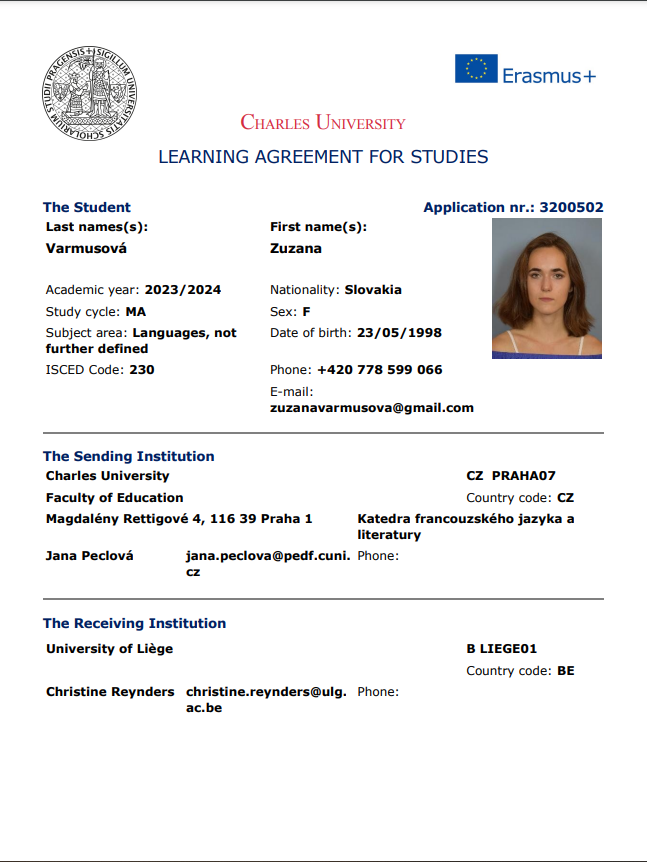 SIGILLUM UNIVERSITATIS SCHOLARIUM STUDII PRAGENSIS
Erasmus+
CHARLES UNIVERSITY
LEARNING AGREEMENT FOR STUDIES
The Student Application nr.: 3200502
Last names(s): First name(s):
Varmusová Zuzana
Academic year: 2023/2024 Nationality: Slovakia
Study cycle: MA Sex: F
Subject area: Languages, not Date of birth: 23/05/1998
further defined
ISCED Code: 230 Phone: +420 778 599 066
E-mail:
zuzanavarmusova@gmail.com
The Sending Institution
Charles University CZ PRAHA07
Faculty of Education Country code: CZ
Magdalény Rettigové 4, 116 39 Praha 1 Katedra francouzského jazyka a
literatury
Jana Peclová jana.peclova@pedf.cuni. Phone:
cz
The Receiving Institution
University of Liège B LIEGE01
Country code: BE
Christine Reynders christine.reynders@ulg. Phone:
ac.be